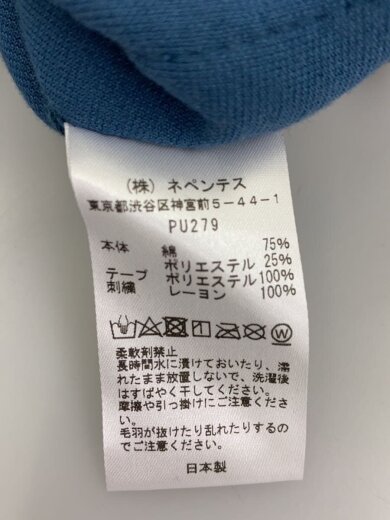 (株) ネペンテス
東京都渋谷区神宮前5-44-1
PU279
本体 綿 75%
ポリエステル 25%
テープ ポリエステル 100%
刺繍 レーヨン 100%
W
柔軟剤禁止
長時間水に漬けておいたり、濡
れたまま放置しないで、洗濯後
はすばやく干してください。
摩擦や引っ掛けにご注意くださ
い。
毛羽が抜けたり乱れたりするの
でご注意ください。
日本製